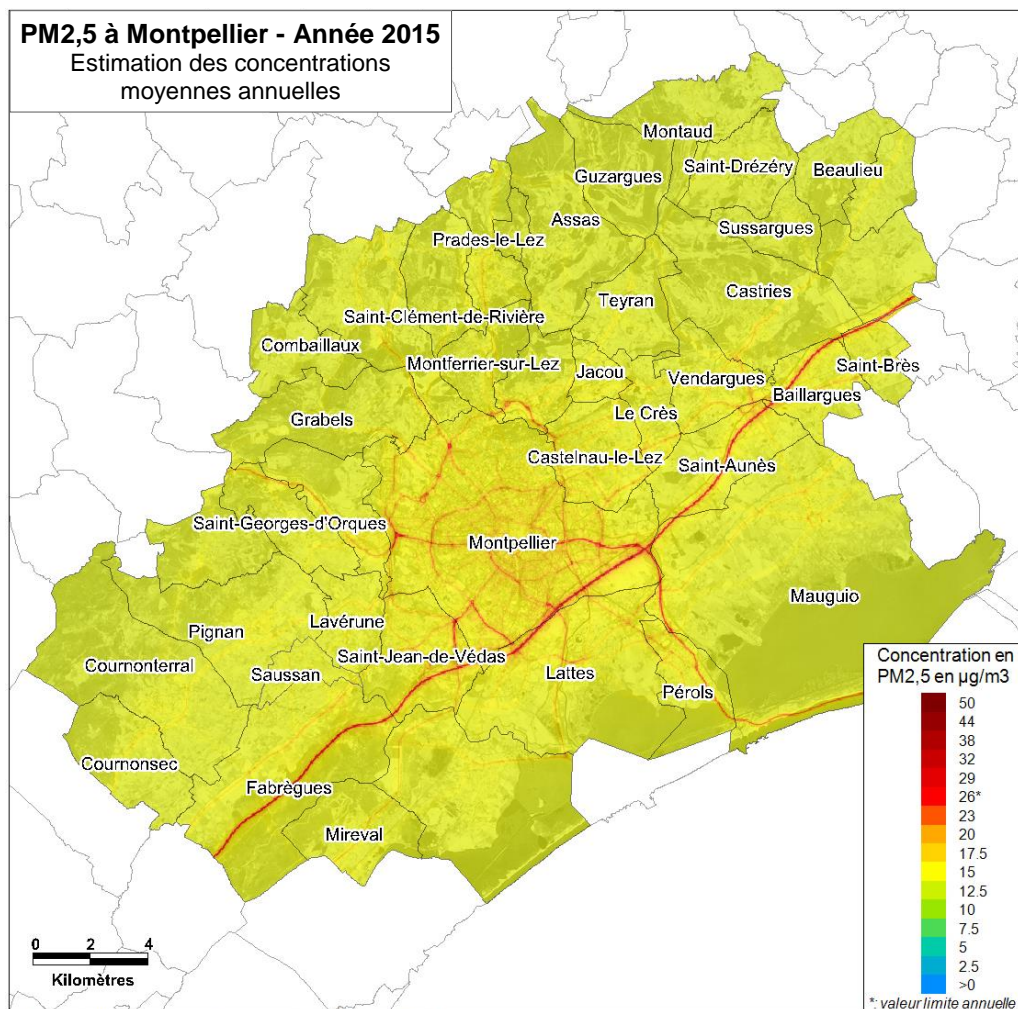 PM2,5 à Montpellier - Année 2015
Estimation des concentrations
moyennes annuelles
Montaud
Saint-Drézéry
Beaulieu
Guzargues
Assas
Sussargues
Prades-le-Lez
Castries
Teyran
Saint-Clément-de-Rivière
Combaillaux
Montferrier-sur-Lez
Saint-Brès
Jacou
Vendargues
Baillargues
Grabels
Le Crès
Castelnau-le-Lez
Saint-Aunès
Saint-Georges-d'Orques
Montpellier
Mauguio
Lavérune
Pignan
Saint-Jean-de-Védas
Cournonterral
Saussan
Lattes
Pérols
Cournonsec
Fabrègues
Mireval
Concentration en
PM2,5 en µg/m3
50
44
38
32
29
26*
23
20
17.5
15
12.5
10
7.5
5
2.5
>0
*: valeur limite annuelle
0 2 4
Kilomètres